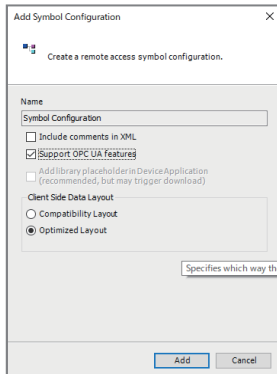 Add Symbol Configuration
Create a remote access symbol configuration.
Name
Symbol Configuration
Include comments in XML
Support OPC UA features
Add library placeholder in Device Application
(recommended, but may trigger download)
Client Side Data Layout
Compatibility Layout
Optimized Layout
Specifies which way th
Add
Cancel